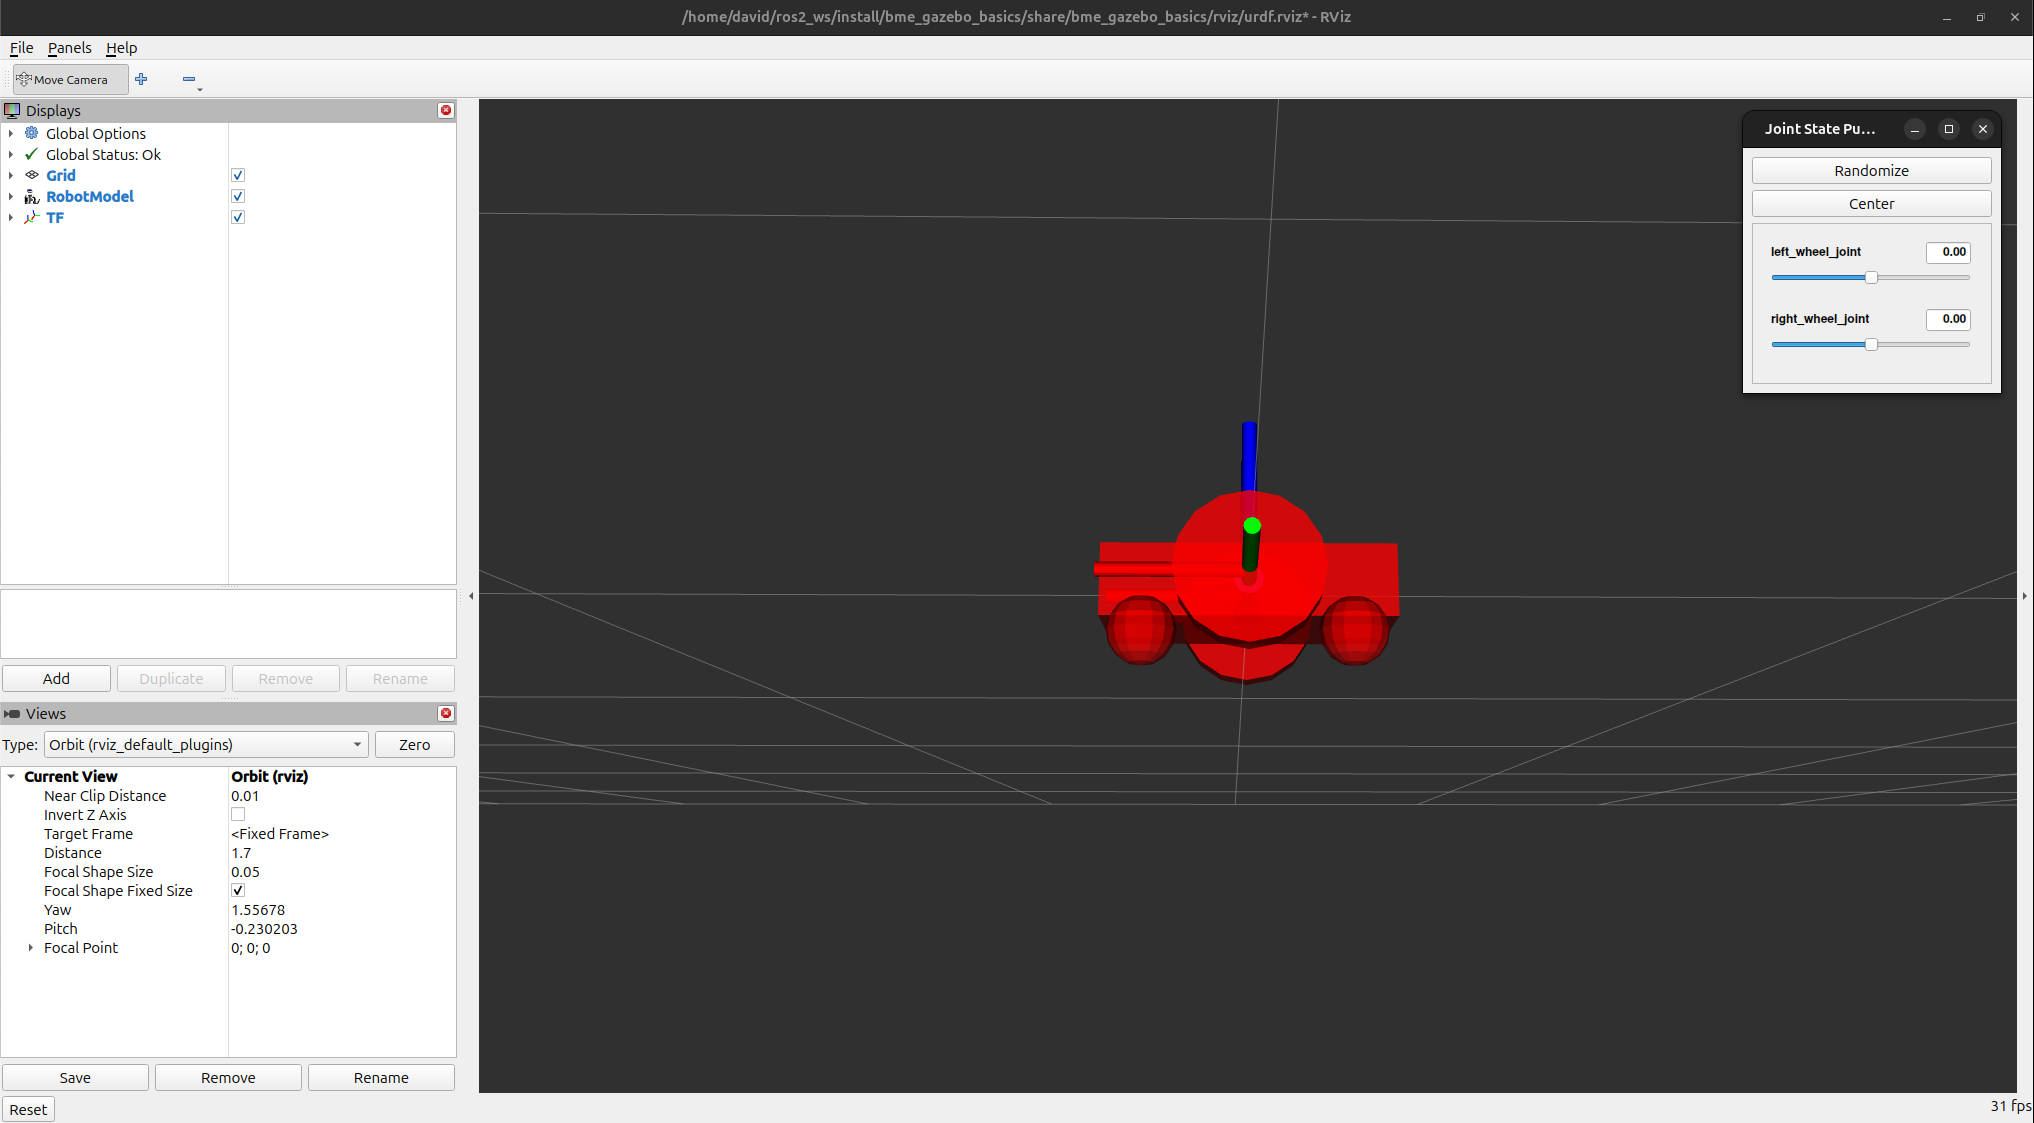 /home/david/ros2_ws/install/bme_gazebo_basics/share/bme_gazebo_basics/rviz/urdf.rviz* - RViz
File Panels Help
Move Camera
Displays
Global Options
Global Status: Ok
Grid
RobotModel
TF
Add Duplicate Remove Rename
Views
Type: Orbit (rviz_default_plugins) Zero
Current View Orbit (rviz)
Near Clip Distance 0.01
Invert Z Axis
Target Frame <Fixed Frame>
Distance 1.7
Focal Shape Size 0.05
Focal Shape Fixed Size
Yaw 1.55678
Pitch -0.230203
Focal Point 0; 0; 0
Save Remove Rename
Reset
Joint State Pu...
Randomize
Center
left_wheel_joint 0.00
right_wheel_joint 0.00
31 fps